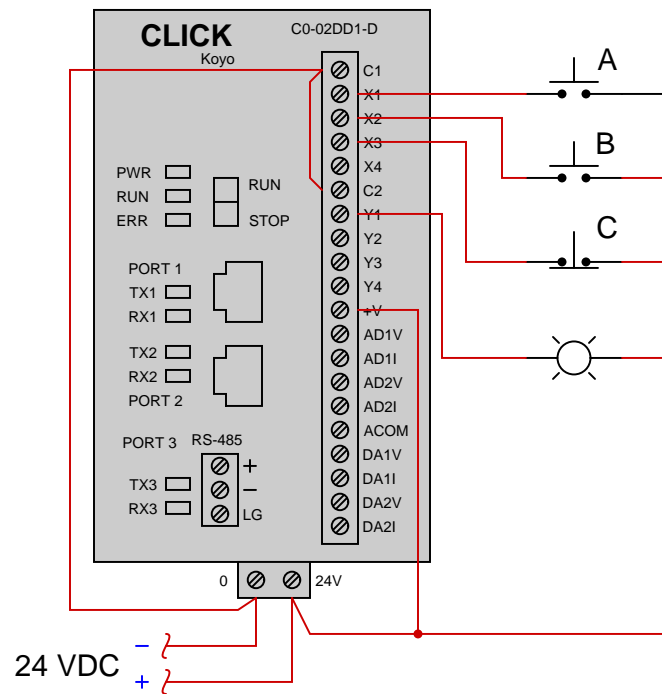 CLICK
Koyo
C0-02DD1-D
C1
X1
X2
X3
X4
C2
Y1
Y2
Y3
Y4
+V
AD1V
AD1I
AD2V
AD2I
ACOM
DA1V
DA1I
DA2V
DA2I
PWR
RUN
ERR
RUN
STOP
PORT 1
TX1
RX1
TX2
RX2
PORT 2
PORT 3
RS-485
+
−
LG
TX3
RX3
0
24V
A
B
C
24 VDC
−
+